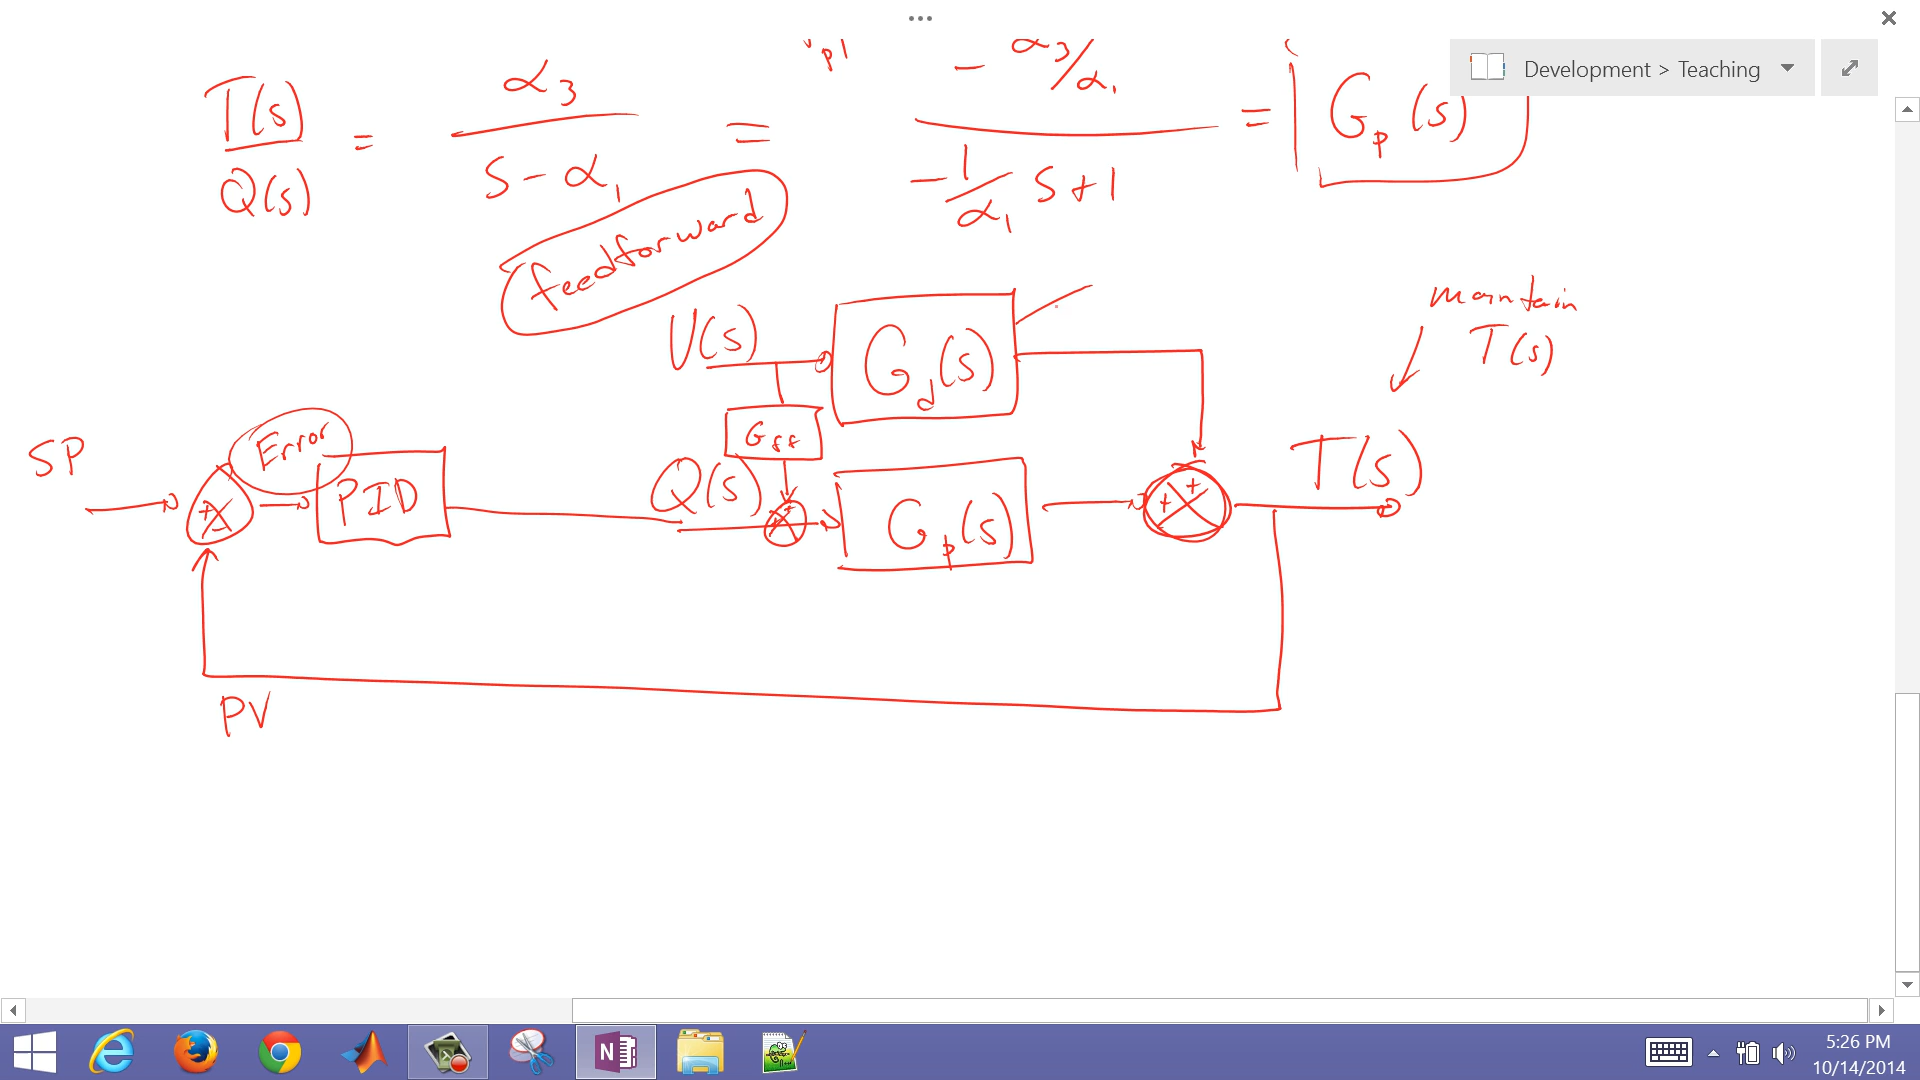 Development > Teaching
T(s)/Q(s) = α3/(s - α1) = (-α3/α1)/(-1/α1 s + 1) = Gp(s)
feedforward
maintain
T(s)
V(s)
Gd(s)
Gff
SP
Error
PID
Q(s)
Gp(s)
T(s)
PV
5:26 PM
10/14/2014